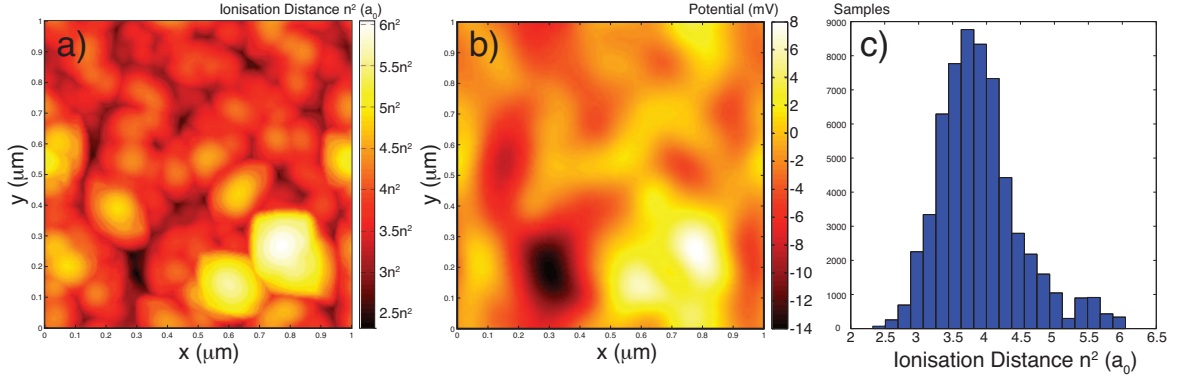 Ionisation Distance n² (a₀)
a)
1
0.9
0.8
0.7
0.6
0.5
0.4
0.3
0.2
0.1
0
y (μm)
0 0.1 0.2 0.3 0.4 0.5 0.6 0.7 0.8 0.9 1
x (μm)
6n²
5.5n²
5n²
4.5n²
4n²
3.5n²
3n²
2.5n²
Potential (mV)
b)
1
0.9
0.8
0.7
0.6
0.5
0.4
0.3
0.2
0.1
0
y (μm)
0 0.1 0.2 0.3 0.4 0.5 0.6 0.7 0.8 0.9 1
x (μm)
8
6
4
2
0
-2
-4
-6
-8
-10
-12
-14
Samples
c)
9000
8000
7000
6000
5000
4000
3000
2000
1000
0
2 2.5 3 3.5 4 4.5 5 5.5 6 6.5
Ionisation Distance n² (a₀)